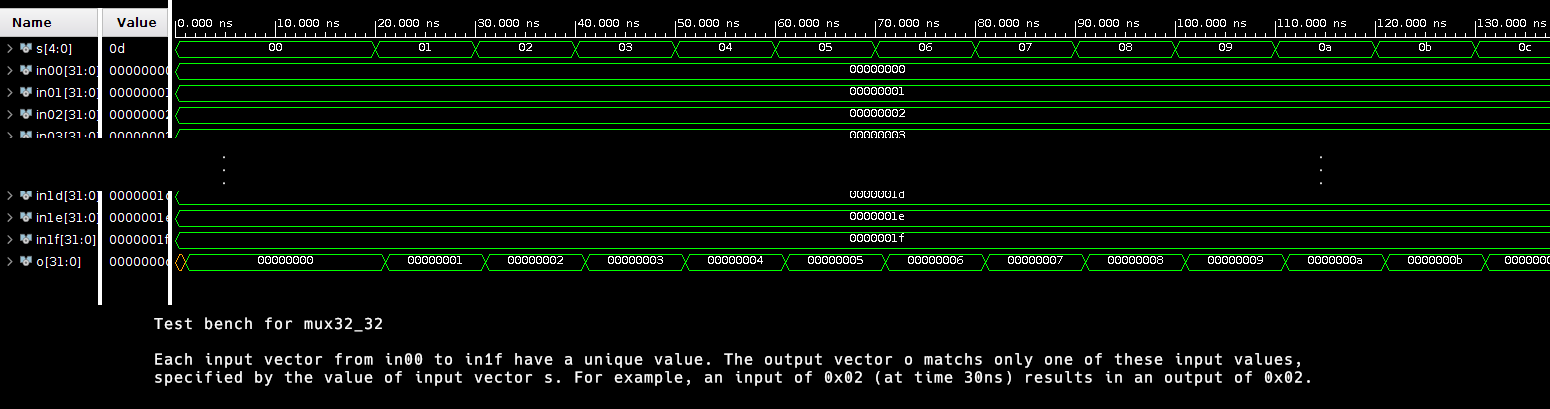 Name Value 0.000 ns 10.000 ns 20.000 ns 30.000 ns 40.000 ns 50.000 ns 60.000 ns 70.000 ns 80.000 ns 90.000 ns 100.000 ns 110.000 ns 120.000 ns 130.000 ns
s[4:0] 0d 00 01 02 03 04 05 06 07 08 09 0a 0b 0c
in00[31:0] 00000000 00000000
in01[31:0] 00000001 00000001
in02[31:0] 00000002 00000002
in03[31:0] 00000003 00000003
in1d[31:0] 0000001d 0000001d
in1e[31:0] 0000001e 0000001e
in1f[31:0] 0000001f 0000001f
o[31:0] 0000000c 00000000 00000001 00000002 00000003 00000004 00000005 00000006 00000007 00000008 00000009 0000000a 0000000b 0000000
Test bench for mux32_32
Each input vector from in00 to in1f have a unique value. The output vector o matchs only one of these input values,
specified by the value of input vector s. For example, an input of 0x02 (at time 30ns) results in an output of 0x02.